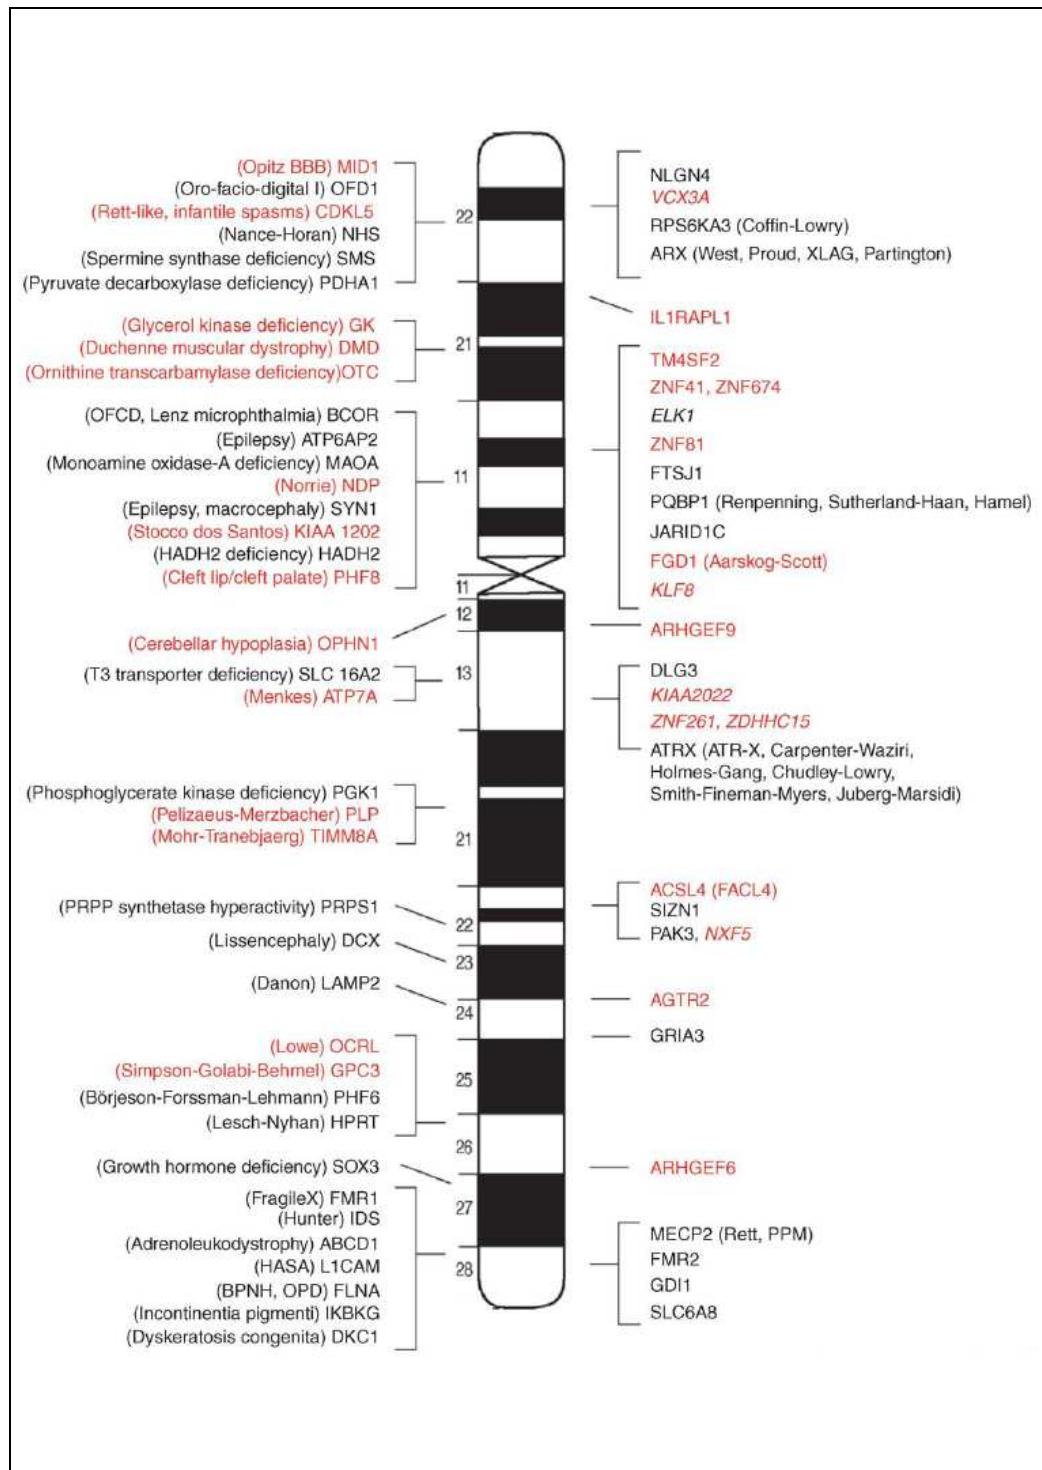 (Opitz BBB) MID1
(Oro-facio-digital I) OFD1
(Rett-like, infantile spasms) CDKL5
(Nance-Horan) NHS
(Spermine synthase deficiency) SMS
(Pyruvate decarboxylase deficiency) PDHA1
(Glycerol kinase deficiency) GK
(Duchenne muscular dystrophy) DMD
(Ornithine transcarbamylase deficiency)OTC
(OFCD, Lenz microphthalmia) BCOR
(Epilepsy) ATP6AP2
(Monoamine oxidase-A deficiency) MAOA
(Norrie) NDP
(Epilepsy, macrocephaly) SYN1
(Stocco dos Santos) KIAA 1202
(HADH2 deficiency) HADH2
(Cleft lip/cleft palate) PHF8
(Cerebellar hypoplasia) OPHN1
(T3 transporter deficiency) SLC 16A2
(Menkes) ATP7A
(Phosphoglycerate kinase deficiency) PGK1
(Pelizaeus-Merzbacher) PLP
(Mohr-Tranebjaerg) TIMM8A
(PRPP synthetase hyperactivity) PRPS1
(Lissencephaly) DCX
(Danon) LAMP2
(Lowe) OCRL
(Simpson-Golabi-Behmel) GPC3
(Börjeson-Forssman-Lehmann) PHF6
(Lesch-Nyhan) HPRT
(Growth hormone deficiency) SOX3
(FragileX) FMR1
(Hunter) IDS
(Adrenoleukodystrophy) ABCD1
(HASA) L1CAM
(BPNH, OPD) FLNA
(Incontinentia pigmenti) IKBKG
(Dyskeratosis congenita) DKC1
22
21
11
11
12
13
21
22
23
24
25
26
27
28
NLGN4
VCX3A
RPS6KA3 (Coffin-Lowry)
ARX (West, Proud, XLAG, Partington)
IL1RAPL1
TM4SF2
ZNF41, ZNF674
ELK1
ZNF81
FTSJ1
PQBP1 (Renpenning, Sutherland-Haan, Hamel)
JARID1C
FGD1 (Aarskog-Scott)
KLF8
ARHGEF9
DLG3
KIAA2022
ZNF261, ZDHHC15
ATRX (ATR-X, Carpenter-Waziri,
Holmes-Gang, Chudley-Lowry,
Smith-Fineman-Myers, Juberg-Marsidi)
ACSL4 (FACL4)
SIZN1
PAK3, NXF5
AGTR2
GRIA3
ARHGEF6
MECP2 (Rett, PPM)
FMR2
GDI1
SLC6A8